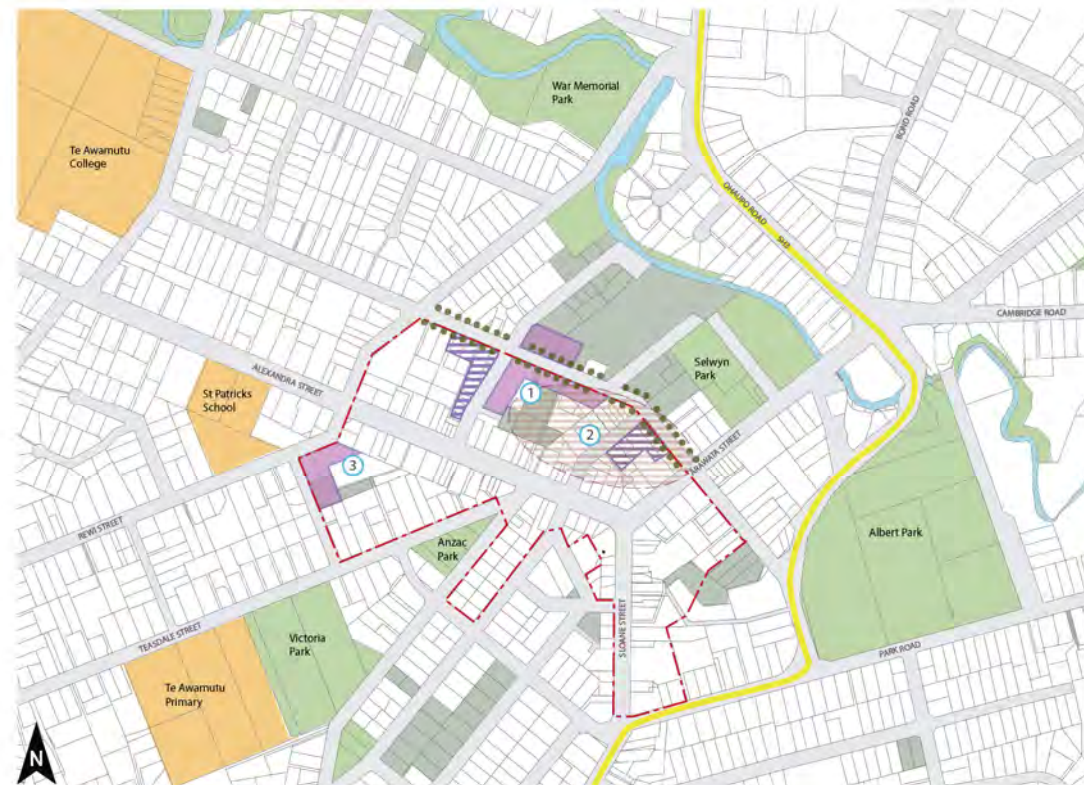 War Memorial
Park
Te Awamutu
College
BOND ROAD
OHAUPO ROAD
SH3
CAMBRIDGE ROAD
ALEXANDRA STREET
Selwyn
Park
St Patricks
School
1
2
3
ARAWATA STREET
REWI STREET
Anzac
Park
Albert Park
TEASDALE STREET
Victoria
Park
SLOANE STREET
PARK ROAD
Te Awamutu
Primary
N